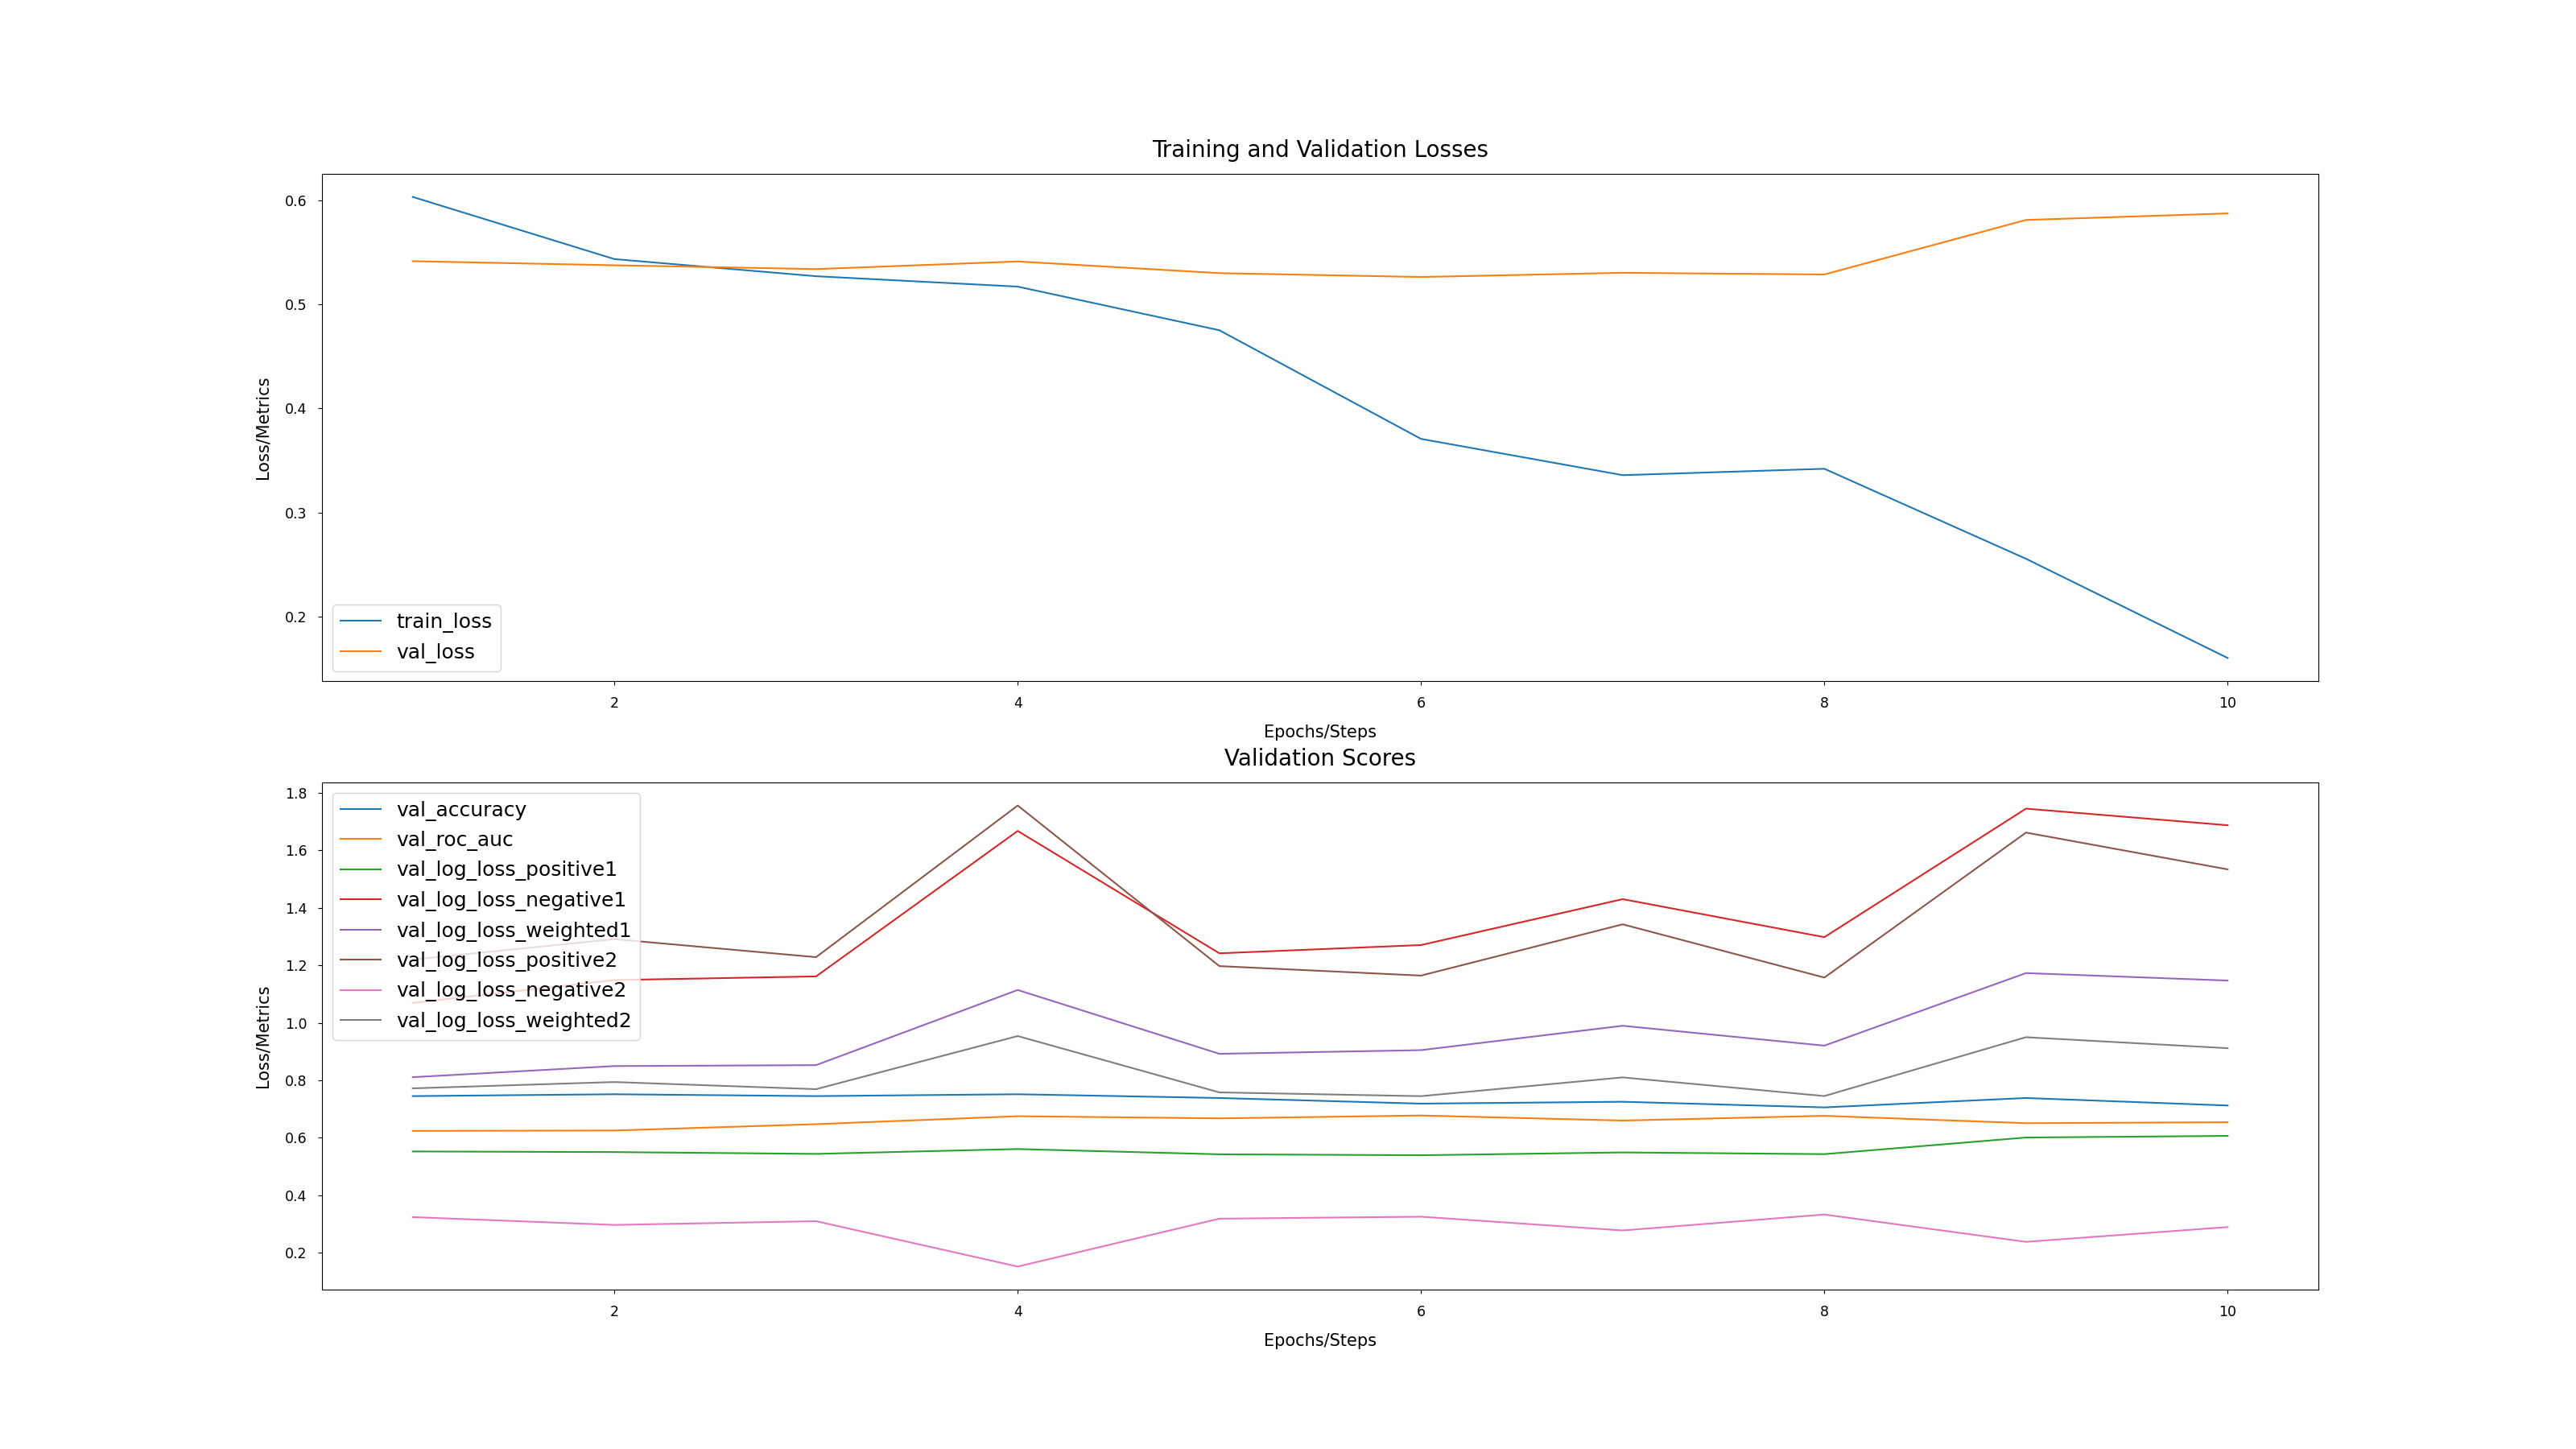 Training and Validation Losses
0.6
0.5
0.4
0.3
0.2
Loss/Metrics
train_loss
val_loss
2 4 6 8 10
Epochs/Steps
Validation Scores
1.8
1.6
1.4
1.2
1.0
0.8
0.6
0.4
0.2
Loss/Metrics
val_accuracy
val_roc_auc
val_log_loss_positive1
val_log_loss_negative1
val_log_loss_weighted1
val_log_loss_positive2
val_log_loss_negative2
val_log_loss_weighted2
2 4 6 8 10
Epochs/Steps